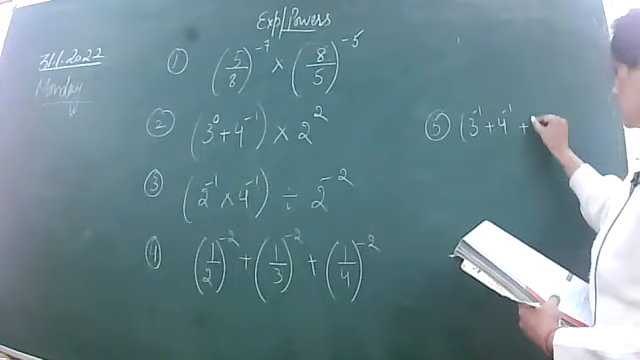 Exp/Powers
31.1.2022
Monday
① (5/8)^-7 × (8/5)^-5
② (3^0 + 4^-1) × 2^2
③ (2^-1 × 4^-1) ÷ 2^-2
④ (1/2)^-2 + (1/3)^-2 + (1/4)^-2
⑤ (3^-1 + 4^-1 +